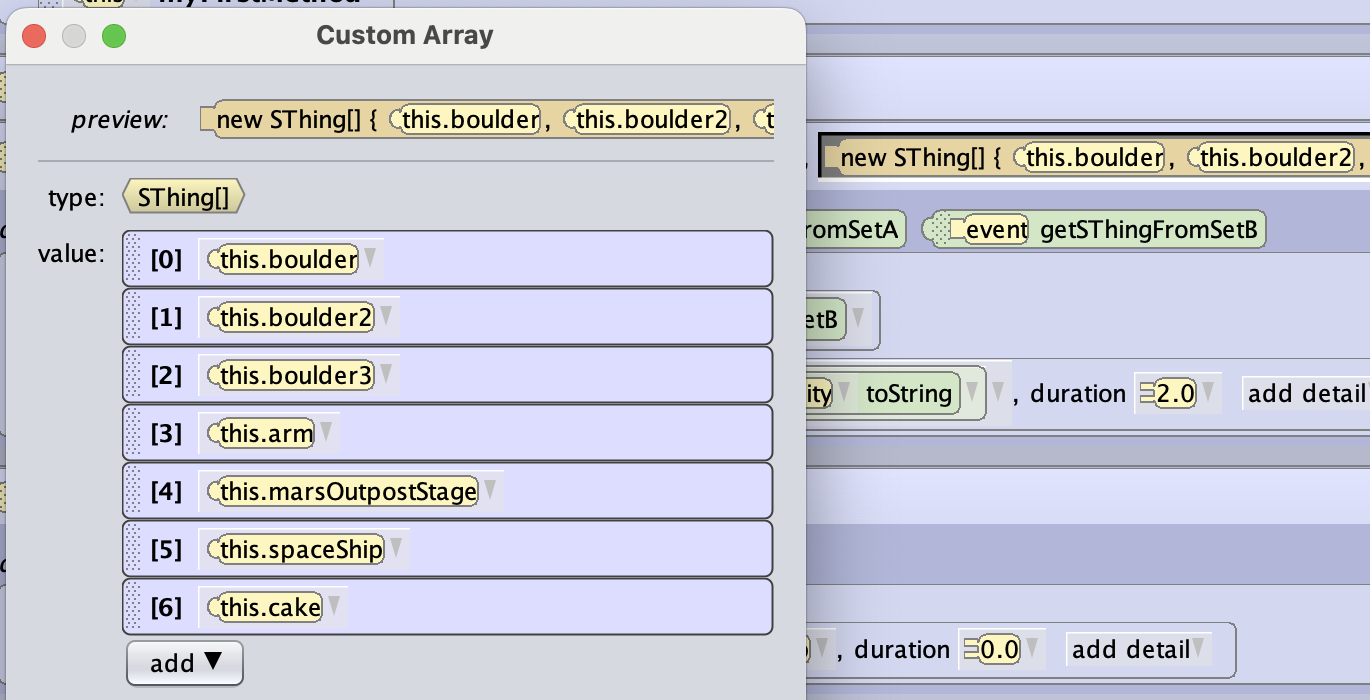 this myFirstMethod
Custom Array
preview: new SThing[] { this.boulder , this.boulder2 ,
new SThing[] { this.boulder , this.boulder2 ,
type: SThing[]
romSetA event getSThingFromSetB
value:
[0] this.boulder
[1] this.boulder2
etB
[2] this.boulder3
ity toString , duration 2.0 add detail
[3] this.arm
[4] this.marsOutpostStage
[5] this.spaceShip
[6] this.cake
, duration 0.0 add detail
add